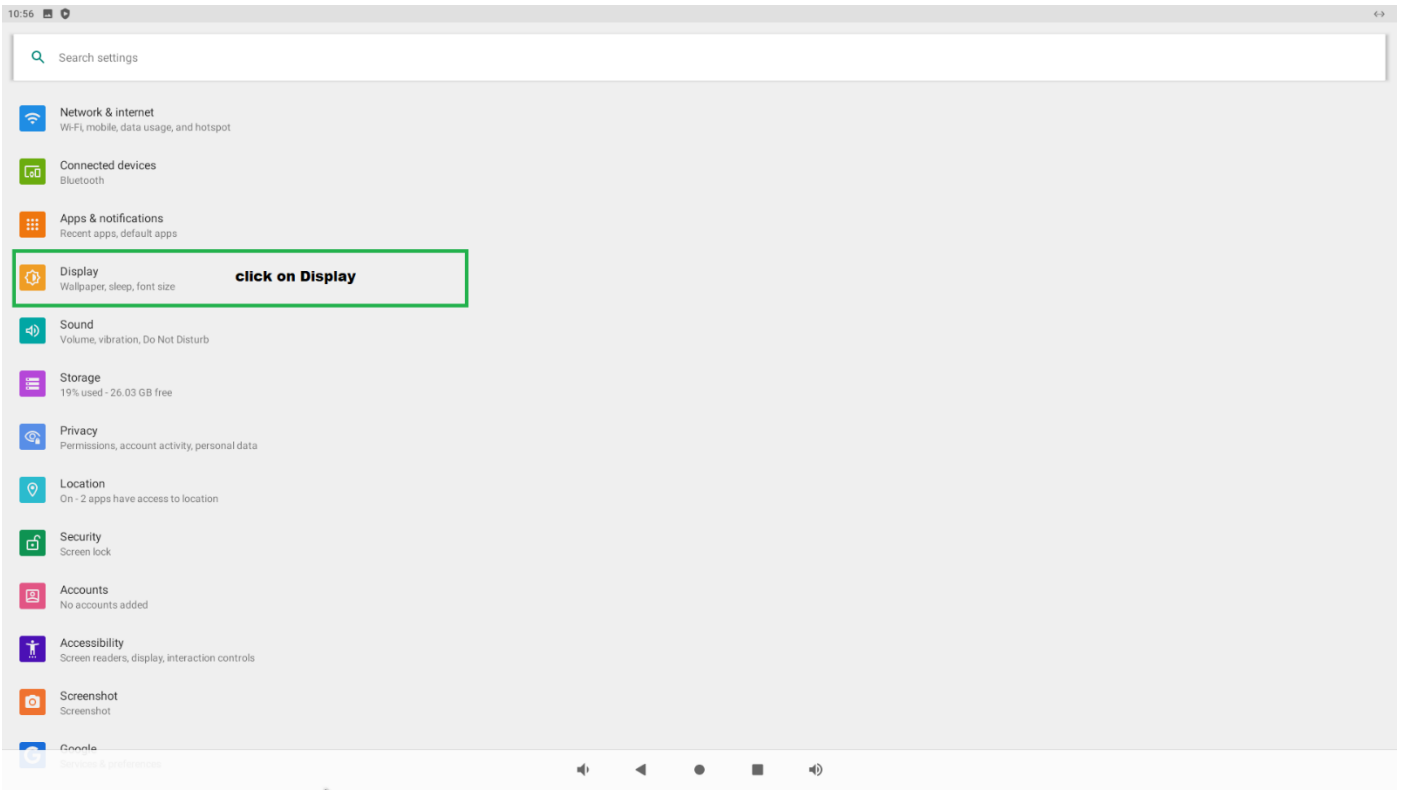 10:56
Search settings
Network & internet
Wi-Fi, mobile, data usage, and hotspot
Connected devices
Bluetooth
Apps & notifications
Recent apps, default apps
Display
Wallpaper, sleep, font size
click on Display
Sound
Volume, vibration, Do Not Disturb
Storage
19% used - 26.03 GB free
Privacy
Permissions, account activity, personal data
Location
On - 2 apps have access to location
Security
Screen lock
Accounts
No accounts added
Accessibility
Screen readers, display, interaction controls
Screenshot
Screenshot
Google
Services & preferences